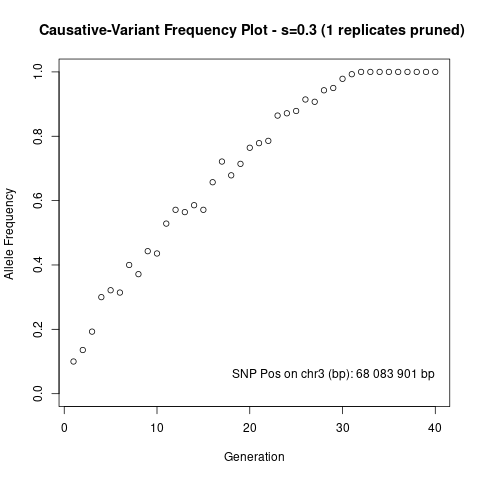 Causative-Variant Frequency Plot - s=0.3 (1 replicates pruned)
Allele Frequency
1.0
0.8
0.6
0.4
0.2
0.0
SNP Pos on chr3 (bp): 68 083 901 bp
0 10 20 30 40
Generation